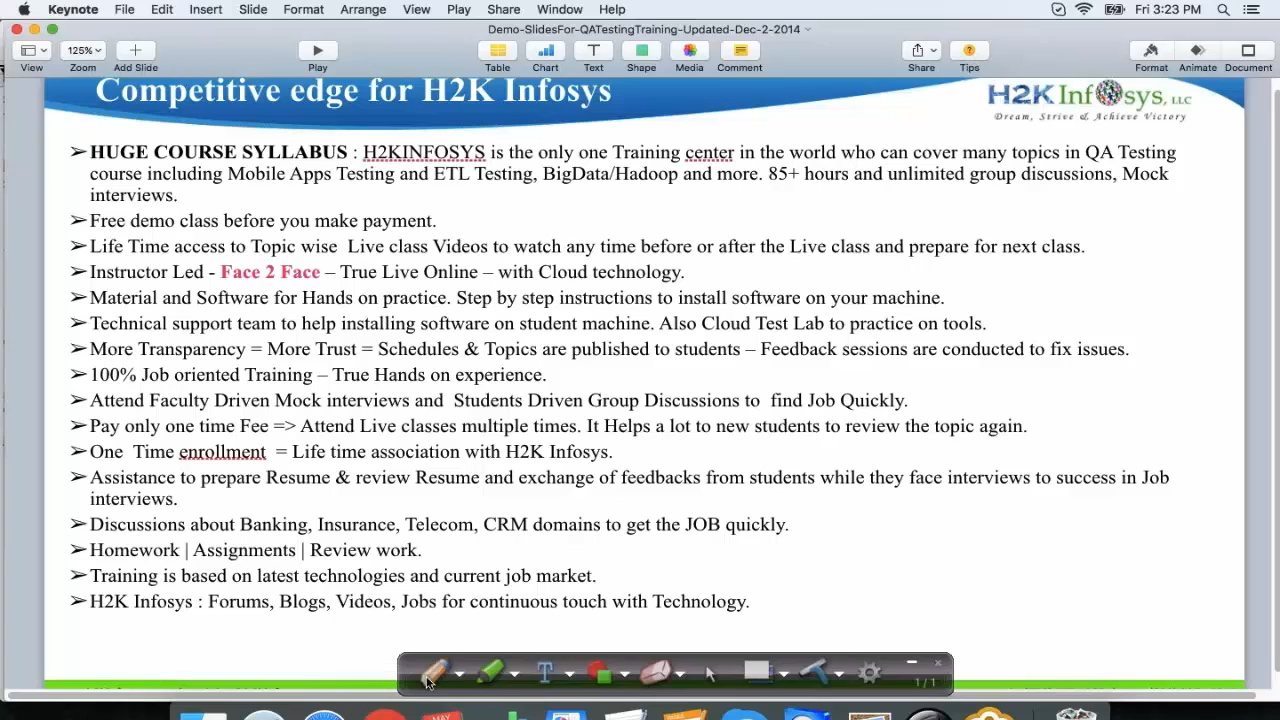 Keynote File Edit Insert Slide Format Arrange View Play Share Window Help Fri 3:23 PM
Demo-SlidesFor-QATestingTraining-Updated-Dec-2-2014
125%
View Zoom Add Slide Play Table Chart Text Shape Media Comment Share Tips Format Animate Document
Competitive edge for H2K Infosys
H2K Infosys, LLC
Dream, Strive & Achieve Victory
➢HUGE COURSE SYLLABUS : H2KINFOSYS is the only one Training center in the world who can cover many topics in QA Testing
course including Mobile Apps Testing and ETL Testing, BigData/Hadoop and more. 85+ hours and unlimited group discussions, Mock
interviews.
➢Free demo class before you make payment.
➢Life Time access to Topic wise Live class Videos to watch any time before or after the Live class and prepare for next class.
➢Instructor Led - Face 2 Face – True Live Online – with Cloud technology.
➢Material and Software for Hands on practice. Step by step instructions to install software on your machine.
➢Technical support team to help installing software on student machine. Also Cloud Test Lab to practice on tools.
➢More Transparency = More Trust = Schedules & Topics are published to students – Feedback sessions are conducted to fix issues.
➢100% Job oriented Training – True Hands on experience.
➢Attend Faculty Driven Mock interviews and Students Driven Group Discussions to find Job Quickly.
➢Pay only one time Fee => Attend Live classes multiple times. It Helps a lot to new students to review the topic again.
➢One Time enrollment = Life time association with H2K Infosys.
➢Assistance to prepare Resume & review Resume and exchange of feedbacks from students while they face interviews to success in Job
interviews.
➢Discussions about Banking, Insurance, Telecom, CRM domains to get the JOB quickly.
➢Homework | Assignments | Review work.
➢Training is based on latest technologies and current job market.
➢H2K Infosys : Forums, Blogs, Videos, Jobs for continuous touch with Technology.
1/1
MAY